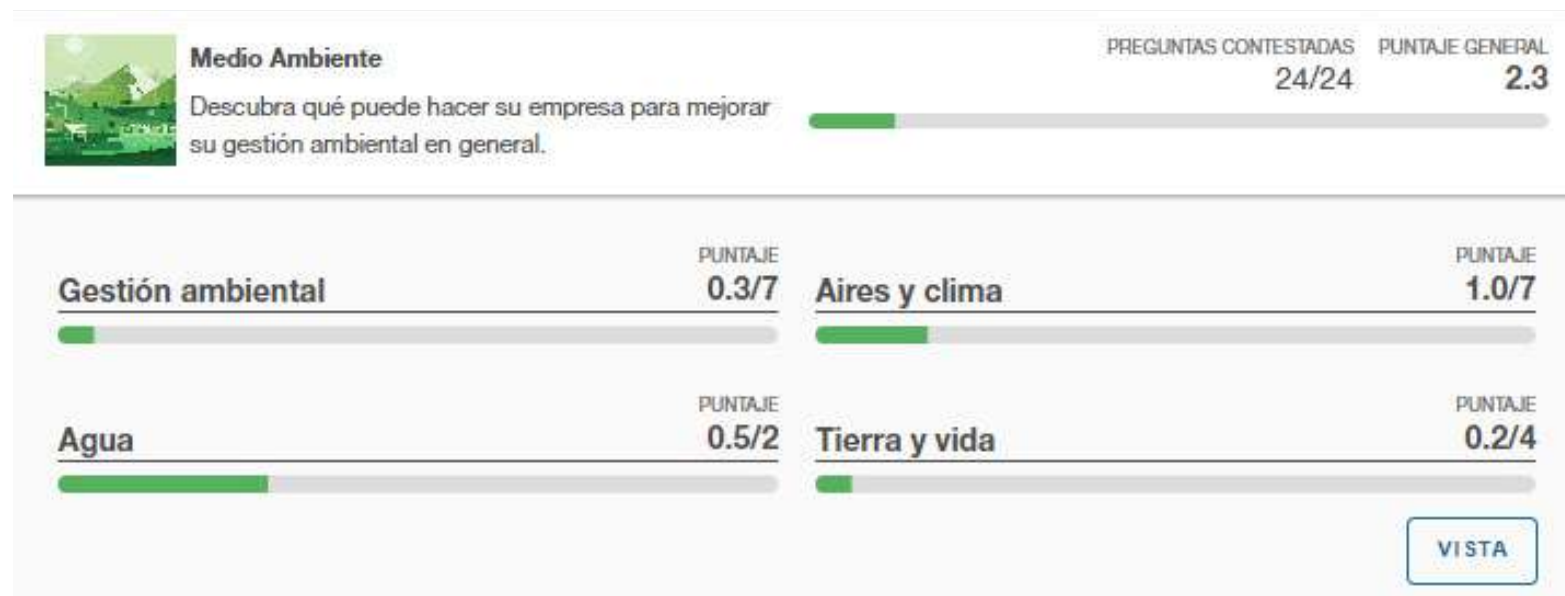 Medio Ambiente
Descubra qué puede hacer su empresa para mejorar
su gestión ambiental en general.
PREGUNTAS CONTESTADAS
24/24
PUNTAJE GENERAL
2.3
Gestión ambiental
PUNTAJE
0.3/7
Aires y clima
PUNTAJE
1.0/7
Agua
PUNTAJE
0.5/2
Tierra y vida
PUNTAJE
0.2/4
VISTA